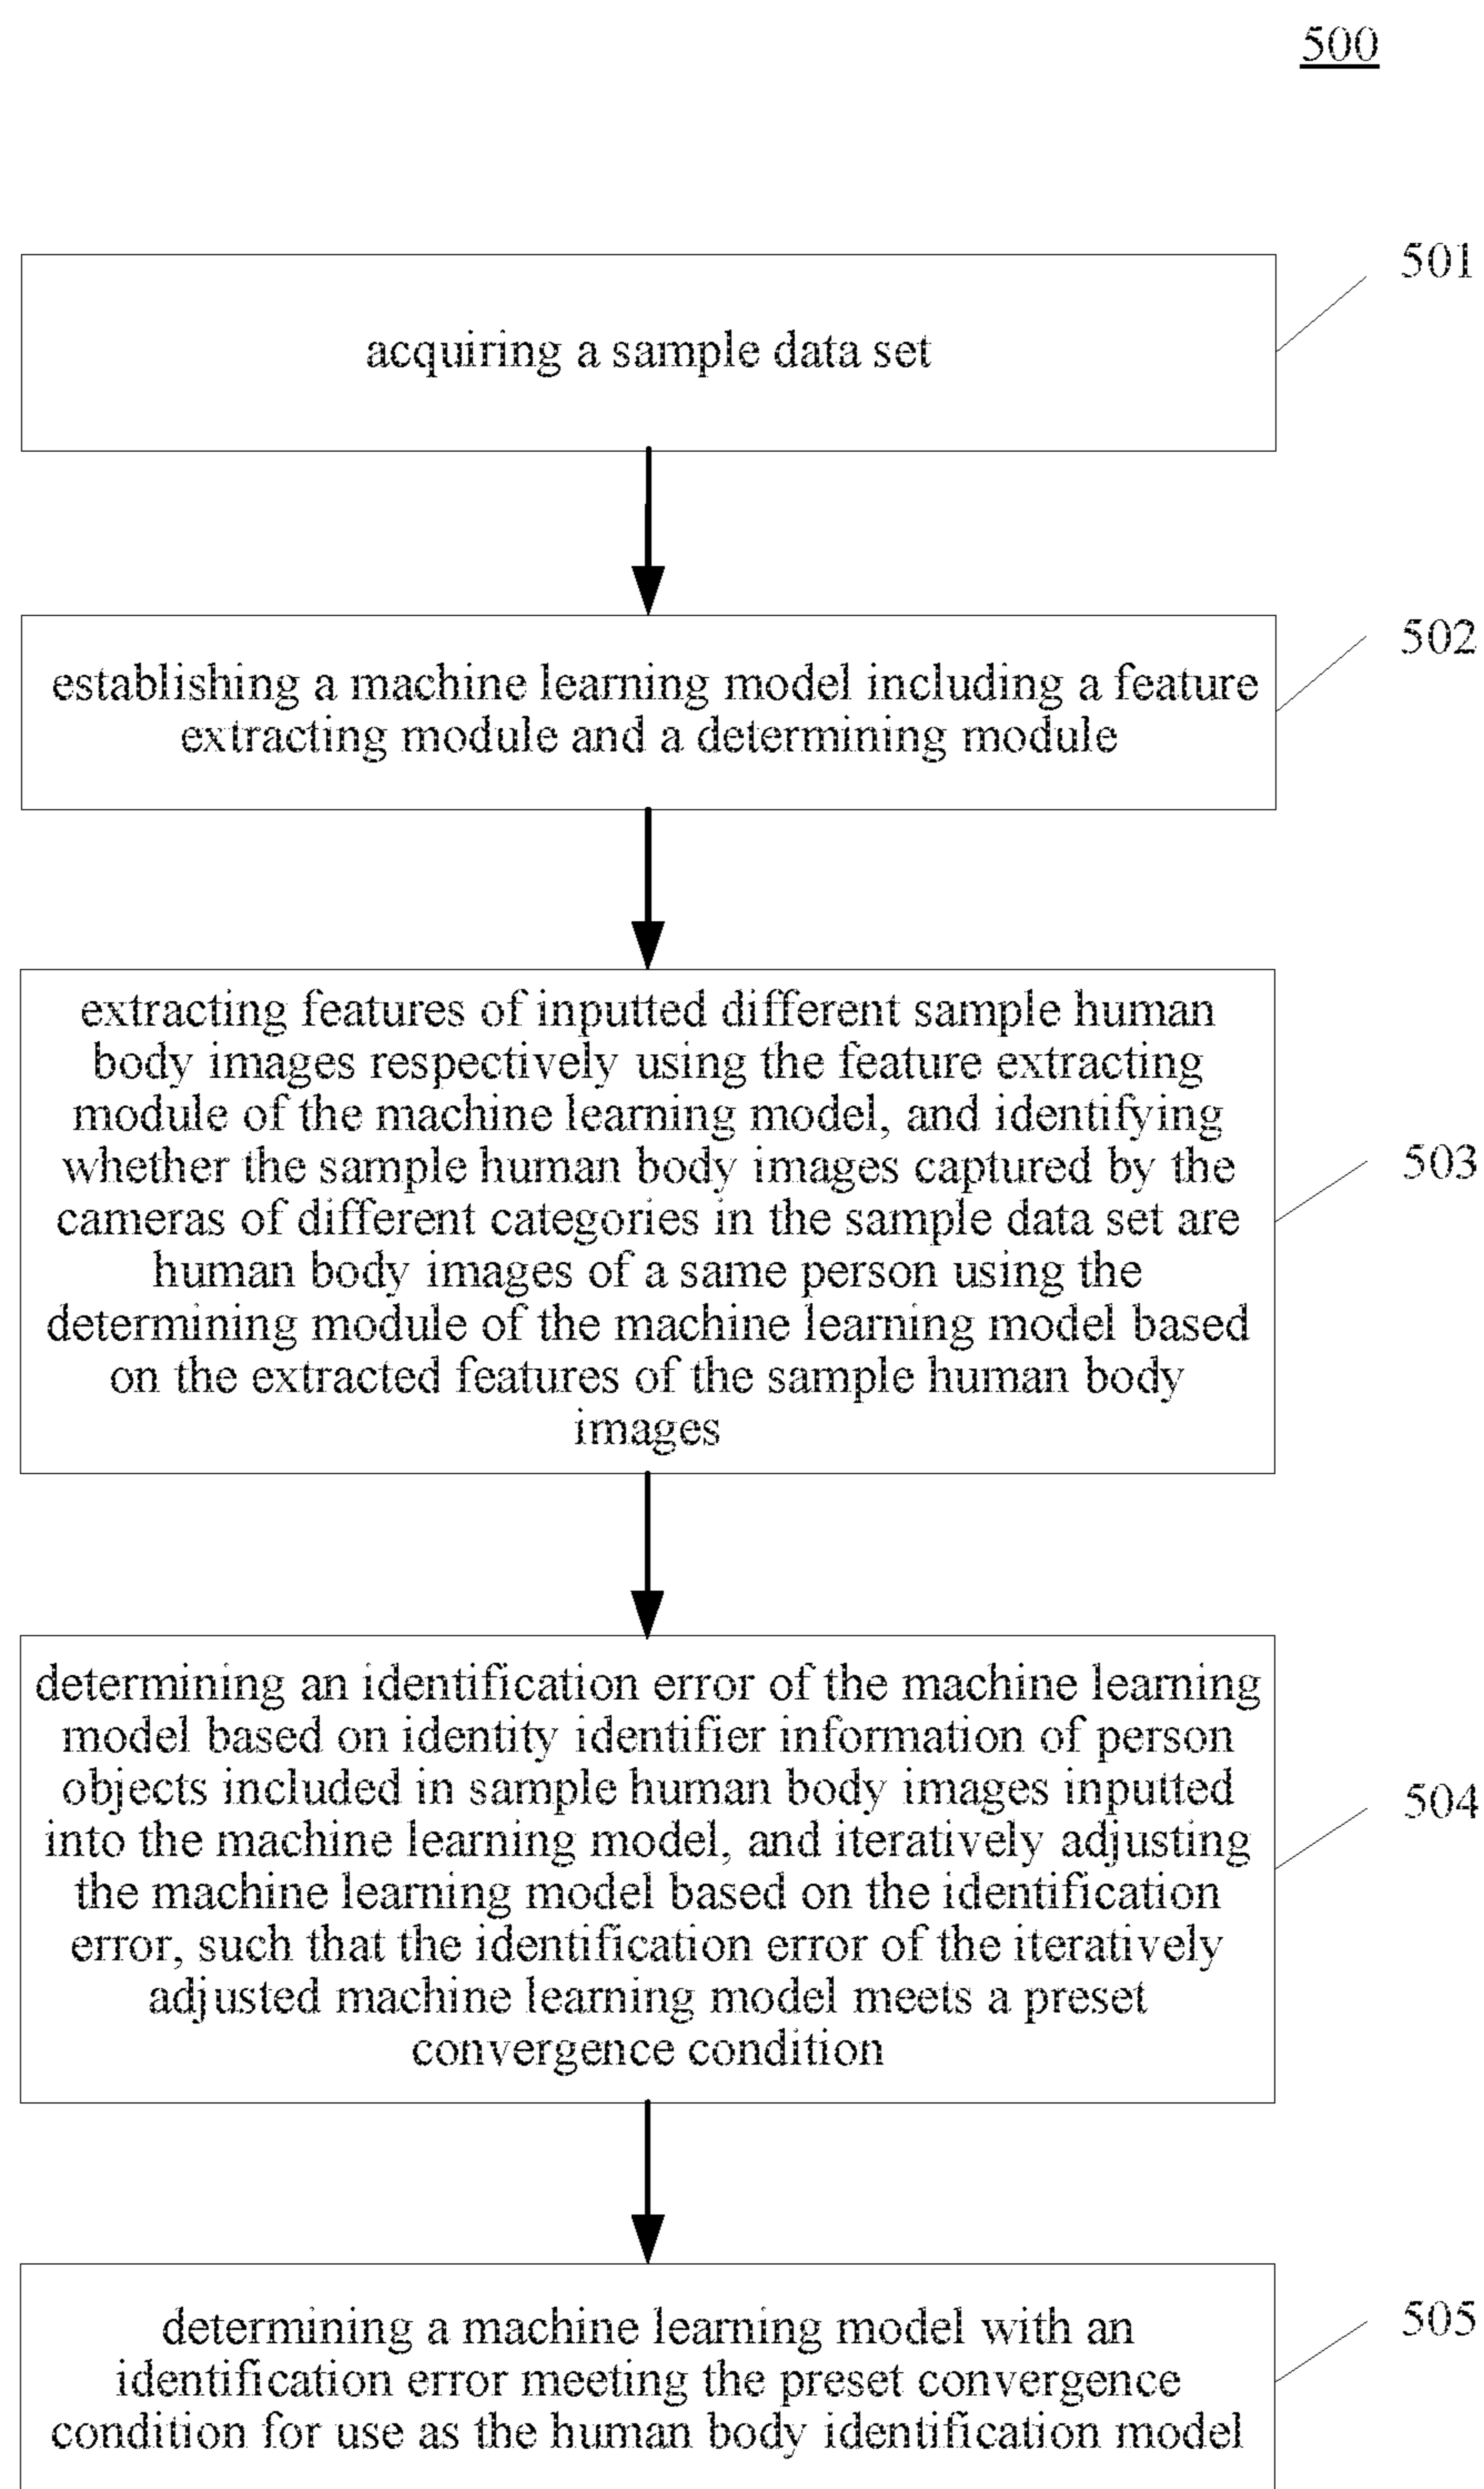 500
501
acquiring a sample data set
502
establishing a machine learning model including a feature
extracting module and a determining module
extracting features of inputted different sample human
body images respectively using the feature extracting
module of the machine learning model, and identifying
whether the sample human body images captured by the
503
cameras of different categories in the sample data set are
human body images of a same person using the
determining module of the machine learning model based
on the extracted features of the sample human body
images
determining an identification error of the machine learning
model based on identity identifier information of person
objects included in sample human body images inputted
504
into the machine learning model, and iteratively adjusting
the machine learning model based on the identification
error, such that the identification error of the iteratively
adjusted machine learning model meets a preset
convergence condition
505
determining a machine learning model with an
identification error meeting the preset convergence
condition for use as the human body identification model